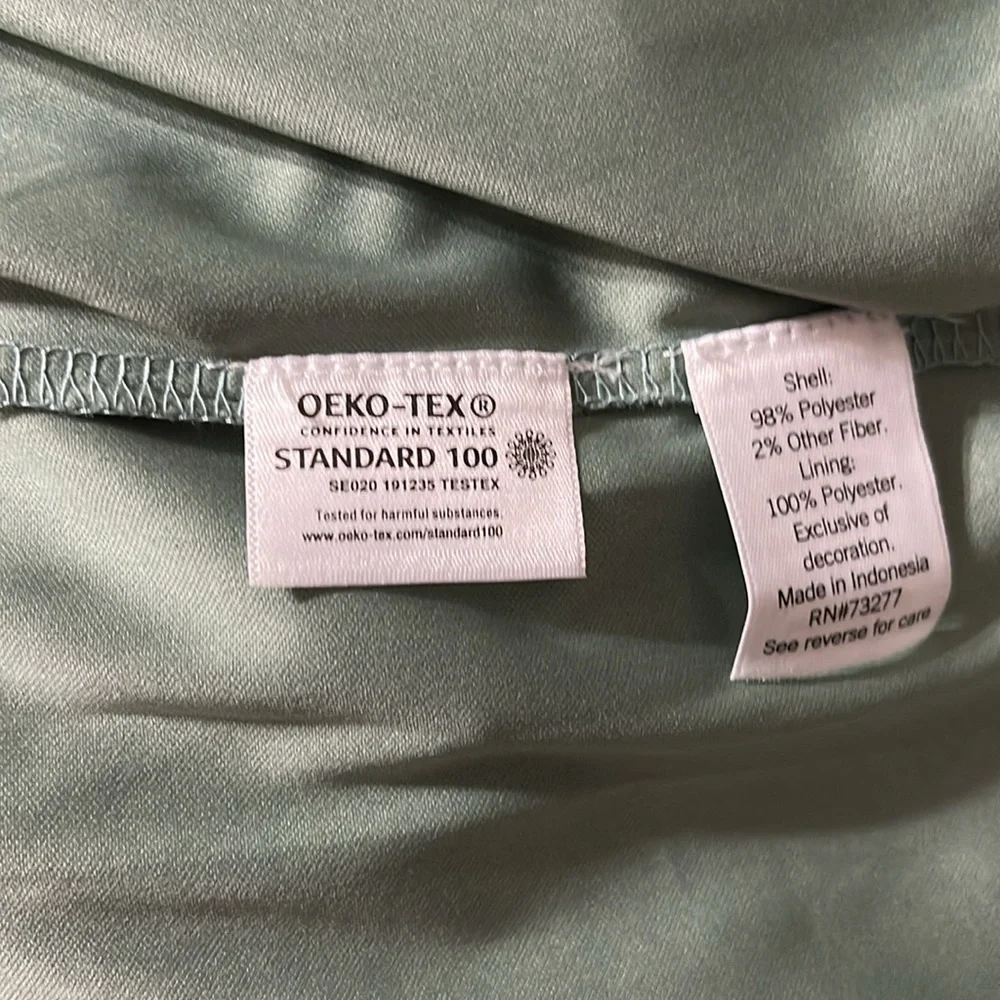 OEKO-TEX®
CONFIDENCE IN TEXTILES
STANDARD 100
SE020 191235 TESTEX
Tested for harmful substances.
www.oeko-tex.com/standard100
Shell:
98% Polyester
2% Other Fiber.
Lining:
100% Polyester.
Exclusive of
decoration.
Made in Indonesia
RN#73277
See reverse for care